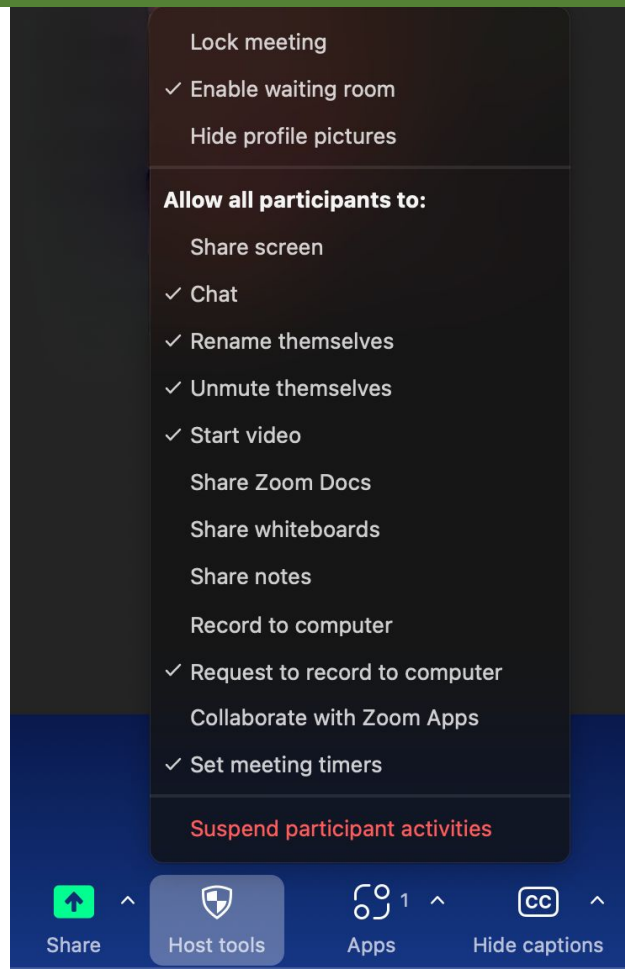 Lock meeting
✓ Enable waiting room
Hide profile pictures
Allow all participants to:
Share screen
✓ Chat
✓ Rename themselves
✓ Unmute themselves
✓ Start video
Share Zoom Docs
Share whiteboards
Share notes
Record to computer
✓ Request to record to computer
Collaborate with Zoom Apps
✓ Set meeting timers
Suspend participant activities
CC
1
Share
Host tools
Apps
Hide captions